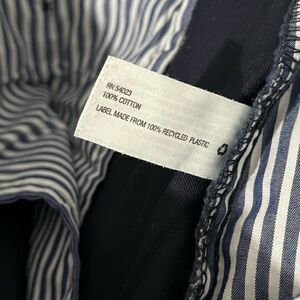 RN 54023
100% COTTON
LABEL MADE FROM 100% RECYCLED PLASTIC